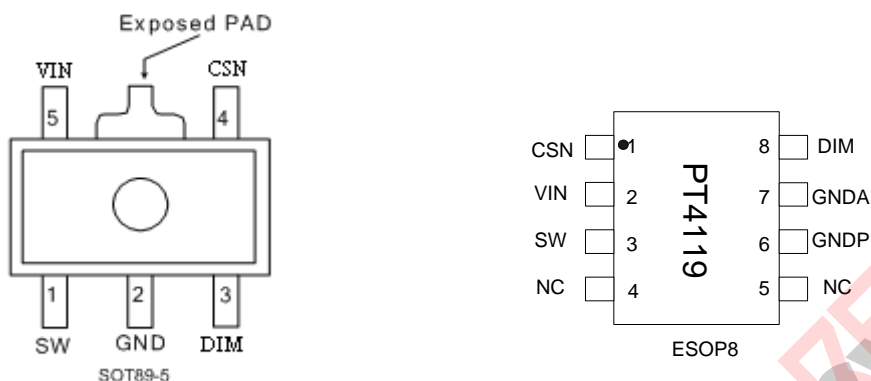 Exposed PAD
VIN
CSN
5
4
1
2
3
SW
GND
DIM
SOT89-5
CSN
1
8
DIM
VIN
2
7
GNDA
SW
3
6
GNDP
NC
4
5
NC
PT4119
ESOP8